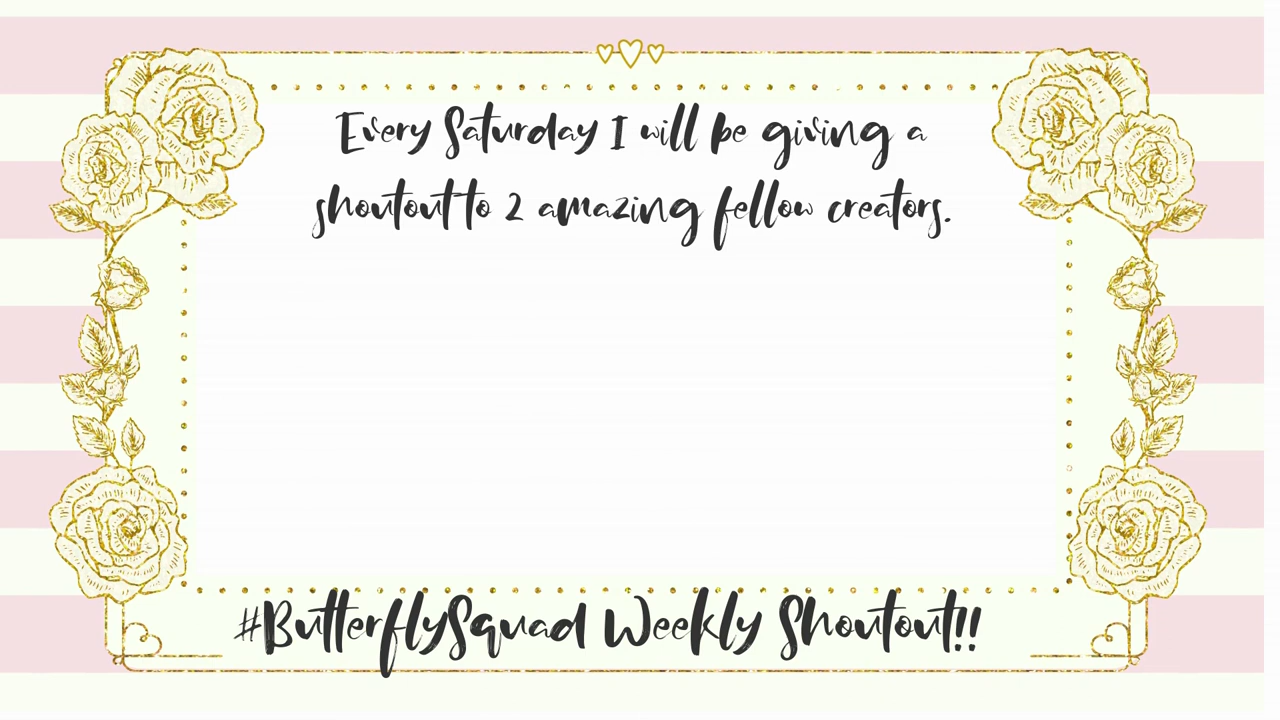 Every Saturday I will be giving a
shoutout to 2 amazing fellow creators.
#ButterflySquad Weekly Shoutout!!